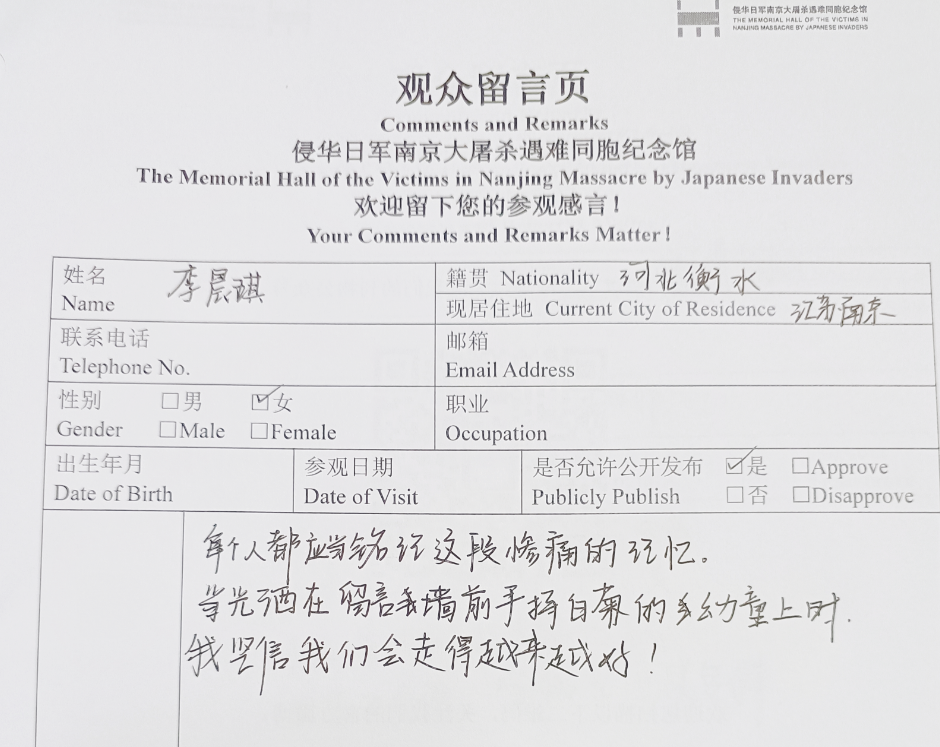 侵华日军南京大屠杀遇难同胞纪念馆
THE MEMORIAL HALL OF THE VICTIMS IN
NANJING MASSACRE BY JAPANESE INVADERS
观众留言页
Comments and Remarks
侵华日军南京大屠杀遇难同胞纪念馆
The Memorial Hall of the Victims in Nanjing Massacre by Japanese Invaders
欢迎留下您的参观感言！
Your Comments and Remarks Matter!
姓名 李晨琪
Name
籍贯 Nationality 河北衡水
现居住地 Current City of Residence 江苏南京
联系电话
Telephone No.
邮箱
Email Address
性别 □男 ☑女
Gender □Male □Female
职业
Occupation
出生年月
Date of Birth
参观日期
Date of Visit
是否允许公开发布 ☑是 □Approve
Publicly Publish □否 □Disapprove
每个人都应当铭记这段惨痛的记忆。
当光洒在留言墙前手捧白菊的幼童上时.
我坚信我们会走得越来越好！